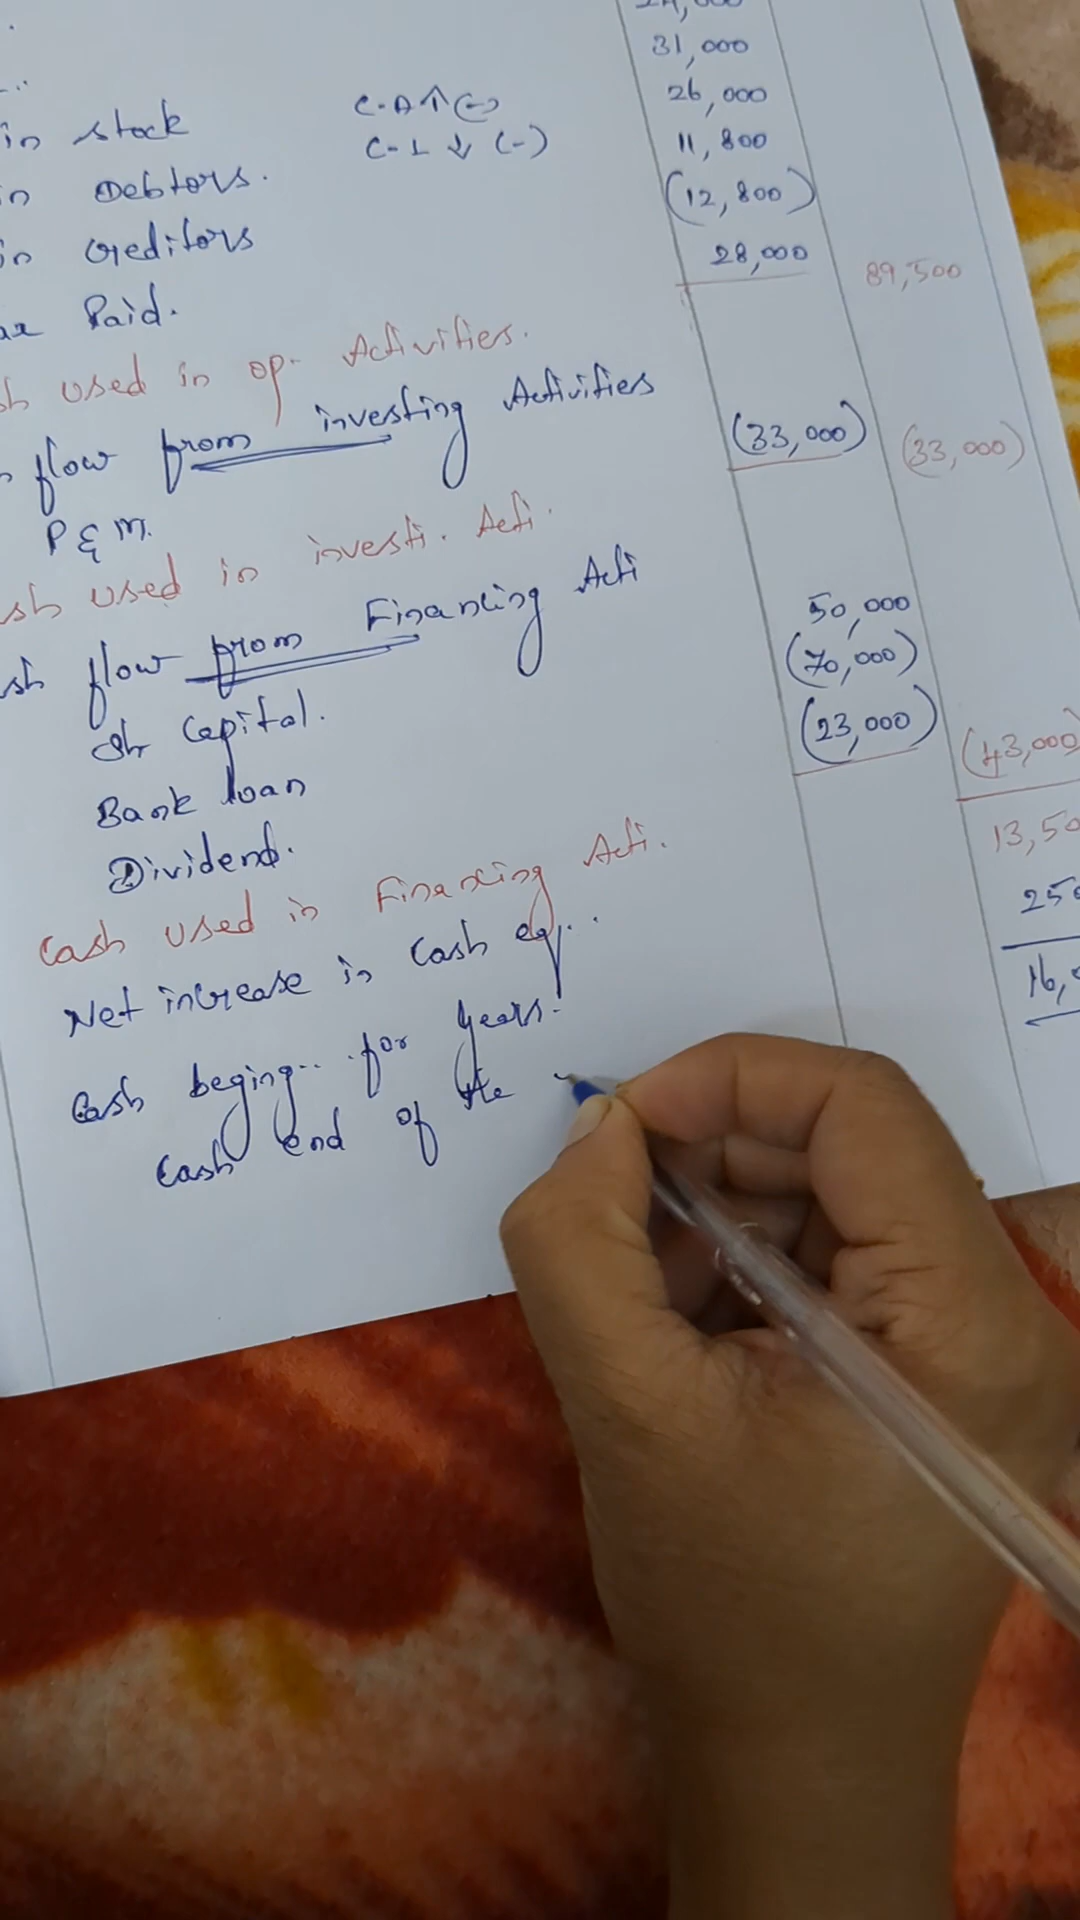 31,000
in stock C.A↑(-) 26,000
in Debtors. C-L ↓ (-) 11,800
in creditors (12,800)
Paid. 28,000 89,500
used in op. Activities.
flow from investing Activities
P & M. (33,000) (33,000)
used in investi. Acti.
flow from Financing Acti
Sh Capital. 50,000
Bank loan (70,000)
Dividend. (23,000) (43,000)
Cash used in Financing Acti. 13,50
Net increase in Cash eq... 250
Cash beging... for years. 16,
Cash end of the